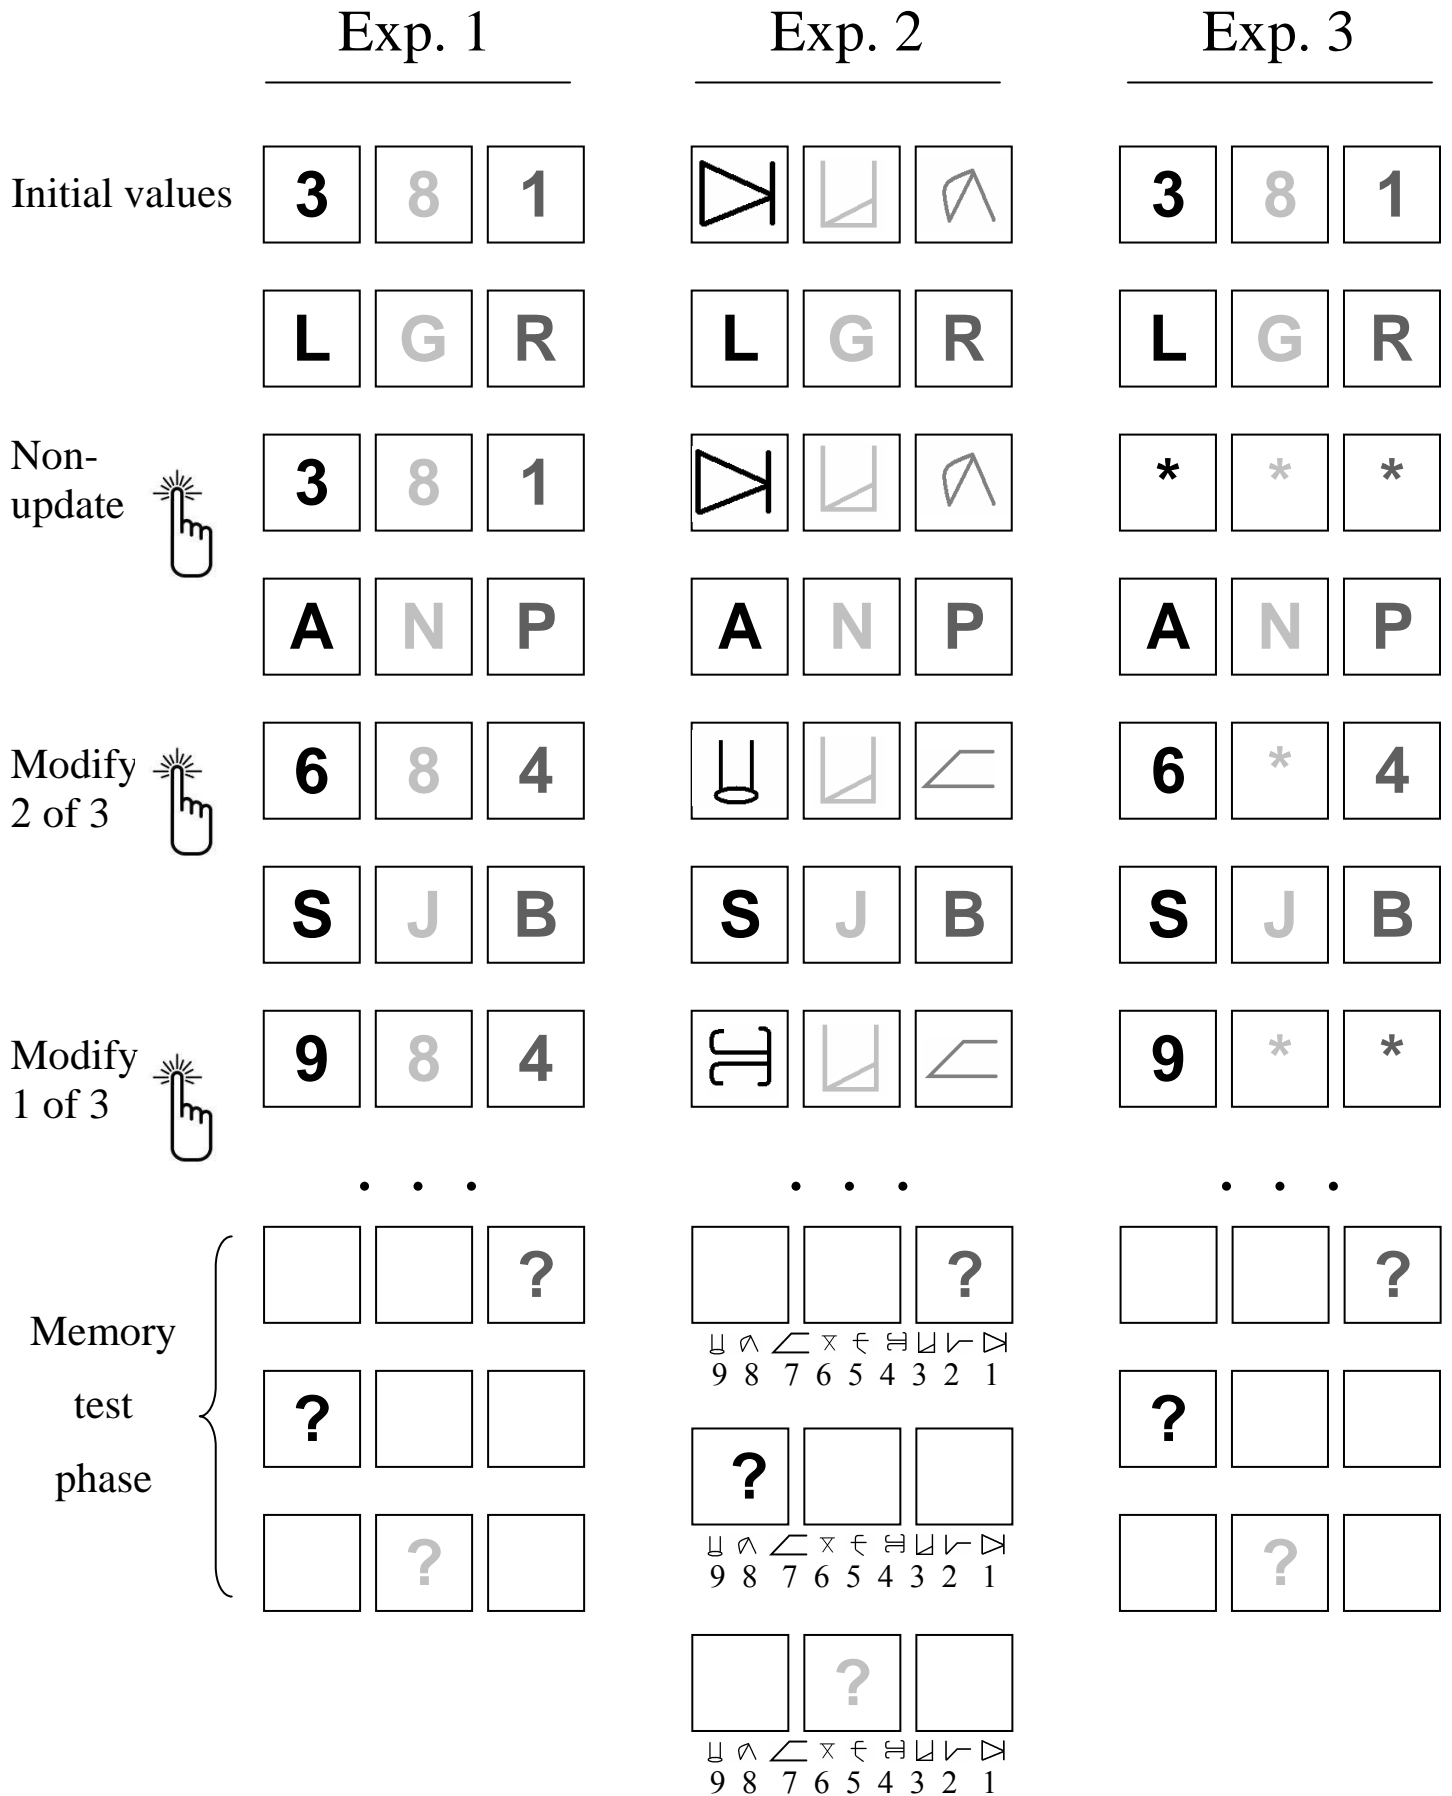 Exp. 1 Exp. 2 Exp. 3
Initial values 3 8 1 3 8 1
L G R L G R L G R
Non-
update 3 8 1 * * *
A N P A N P A N P
Modify
2 of 3 6 8 4 6 * 4
S J B S J B S J B
Modify
1 of 3 9 8 4 9 * *
. . . . . . . . .
? ? ?
Memory
9 8 7 6 5 4 3 2 1
test
? ? ?
phase
9 8 7 6 5 4 3 2 1
? ?
?
9 8 7 6 5 4 3 2 1